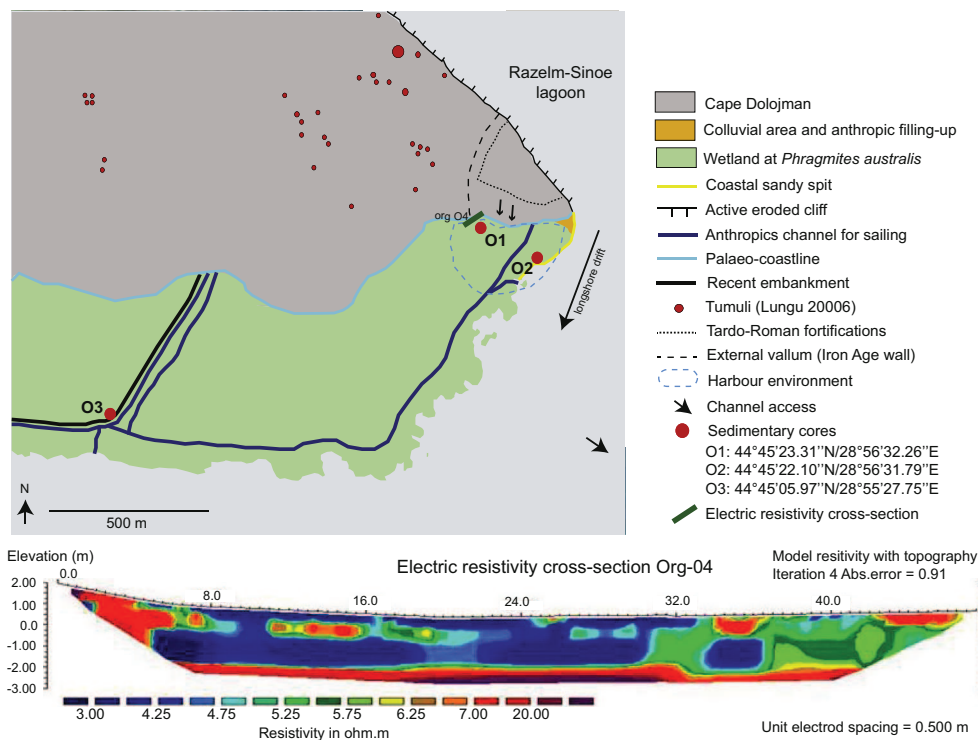 Razelm-Sinoe
lagoon
org O4
O1
O2
O3
longshore drift
N
500 m
Cape Dolojman
Colluvial area and anthropic filling-up
Wetland at Phragmites australis
Coastal sandy spit
Active eroded cliff
Anthropics channel for sailing
Palaeo-coastline
Recent embankment
Tumuli (Lungu 20006)
Tardo-Roman fortifications
External vallum (Iron Age wall)
Harbour environment
Channel access
Sedimentary cores
O1: 44°45'23.31''N/28°56'32.26''E
O2: 44°45'22.10''N/28°56'31.79''E
O3: 44°45'05.97''N/28°55'27.75''E
Electric resistivity cross-section
Elevation (m)
Electric resistivity cross-section Org-04
Model resitivity with topography
Iteration 4 Abs.error = 0.91
0.0 8.0 16.0 24.0 32.0 40.0
2.00
1.00
0.0
-1.00
-2.00
-3.00
3.00 4.25 4.75 5.25 5.75 6.25 7.00 20.00
Resistivity in ohm.m
Unit electrod spacing = 0.500 m